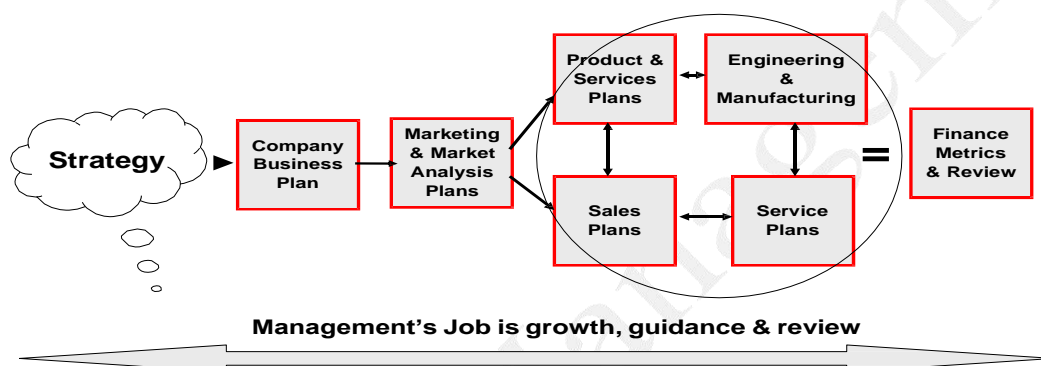 Strategy
Company
Business
Plan
Marketing
& Market
Analysis
Plans
Product &
Services
Plans
Engineering
&
Manufacturing
Sales
Plans
Service
Plans
=
Finance
Metrics
& Review
Management’s Job is growth, guidance & review